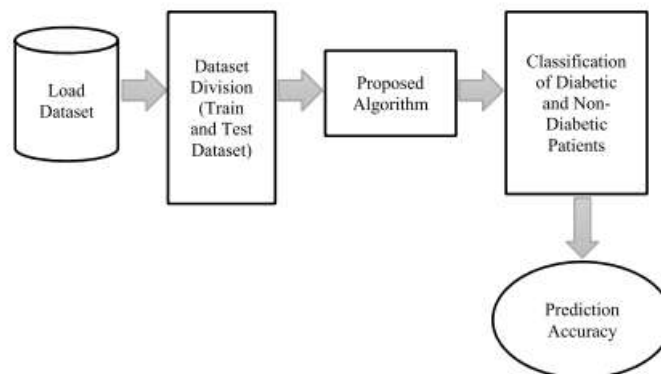 Load
Dataset
Dataset
Division
(Train
and Test
Dataset)
Proposed
Algorithm
Classification
of Diabetic
and Non-
Diabetic
Patients
Prediction
Accuracy